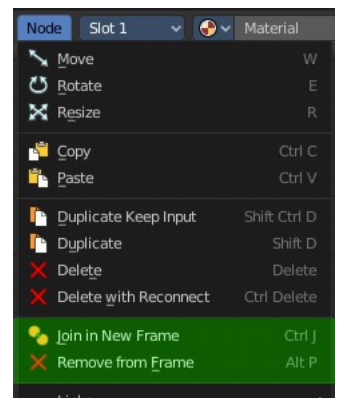 Node Slot 1 Material
Move W
Rotate E
Resize R
Copy Ctrl C
Paste Ctrl V
Duplicate Keep Input Shift Ctrl D
Duplicate Shift D
Delete Delete
Delete with Reconnect Ctrl Delete
Join in New Frame Ctrl J
Remove from Frame Alt P